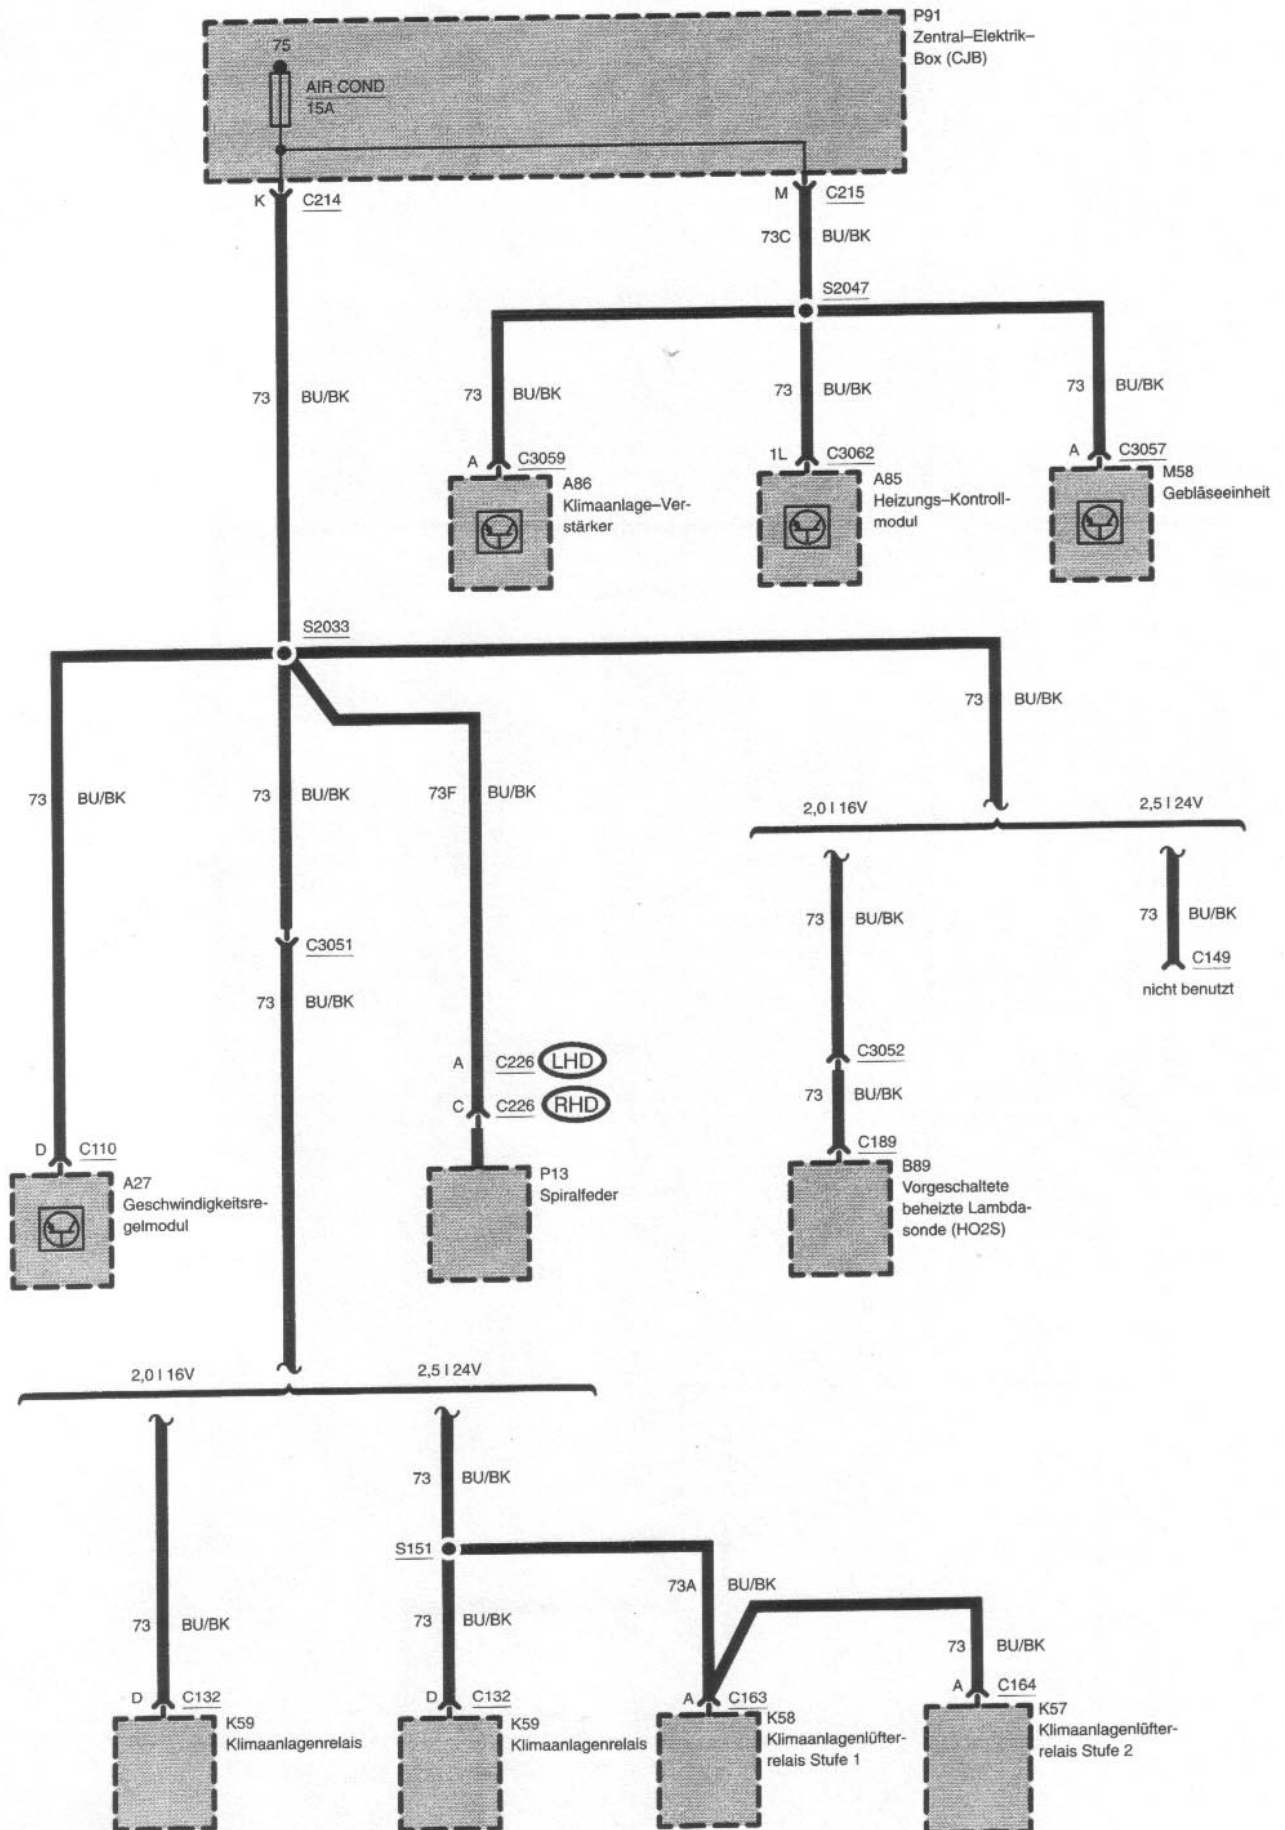 P91
Zentral–Elektrik–
Box (CJB)
75
AIR COND
15A
K
C214
M
C215
73C
BU/BK
S2047
73
BU/BK
73
BU/BK
73
BU/BK
73
BU/BK
A
C3059
1L
C3062
A
C3057
A86
Klimaanlage–Ver-
stärker
A85
Heizungs–Kontroll-
modul
M58
Gebläseeinheit
S2033
73
BU/BK
73
BU/BK
73
BU/BK
73F
BU/BK
2,0 l 16V
2,5 l 24V
73
BU/BK
73
BU/BK
C3051
C149
nicht benutzt
73
BU/BK
A
C226
LHD
C
C226
RHD
C3052
73
BU/BK
D
C110
C189
A27
Geschwindigkeitsre-
gelmodul
P13
Spiralfeder
B89
Vorgeschaltete
beheizte Lambda-
sonde (HO2S)
2,0 l 16V
2,5 l 24V
73
BU/BK
S151
73A
BU/BK
73
BU/BK
73
BU/BK
73
BU/BK
D
C132
D
C132
A
C163
A
C164
K59
Klimaanlagenrelais
K59
Klimaanlagenrelais
K58
Klimaanlagenlüfter-
relais Stufe 1
K57
Klimaanlagenlüfter-
relais Stufe 2